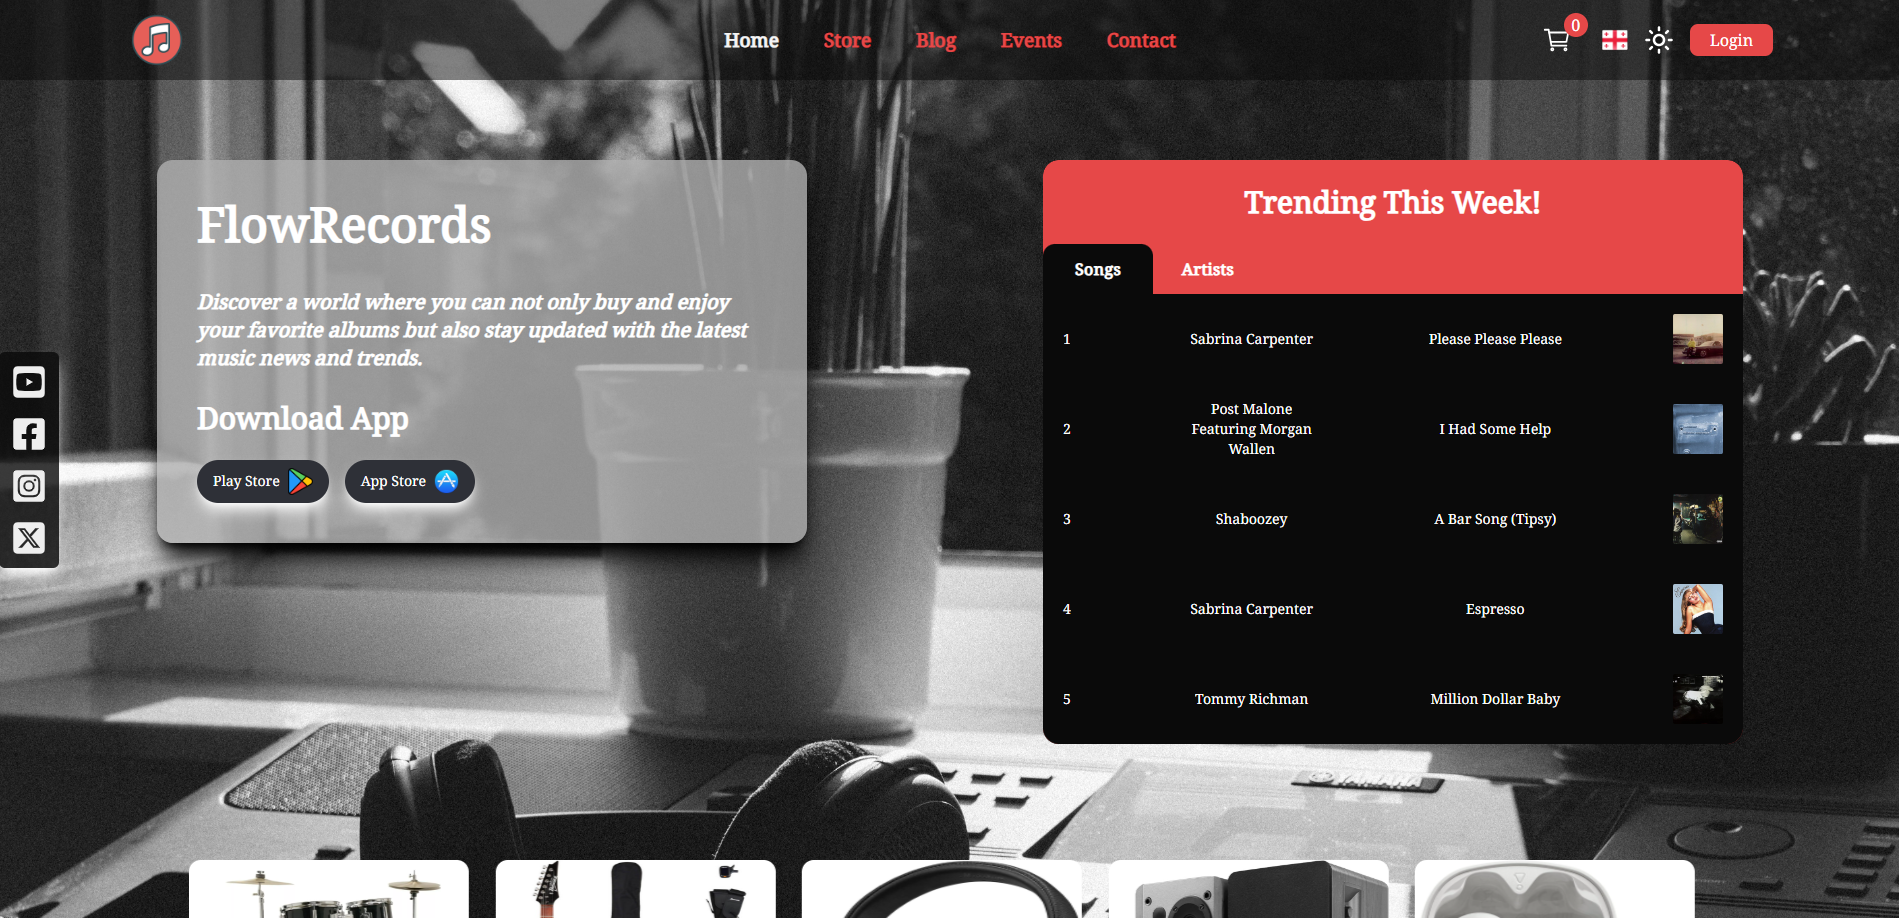 Home Store Blog Events Contact
0
Login
FlowRecords
Discover a world where you can not only buy and enjoy
your favorite albums but also stay updated with the latest
music news and trends.
Download App
Play Store
App Store
Trending This Week!
Songs Artists
1 Sabrina Carpenter Please Please Please
2 Post Malone
Featuring Morgan
Wallen
I Had Some Help
3 Shaboozey A Bar Song (Tipsy)
4 Sabrina Carpenter Espresso
5 Tommy Richman Million Dollar Baby
YAMAHA